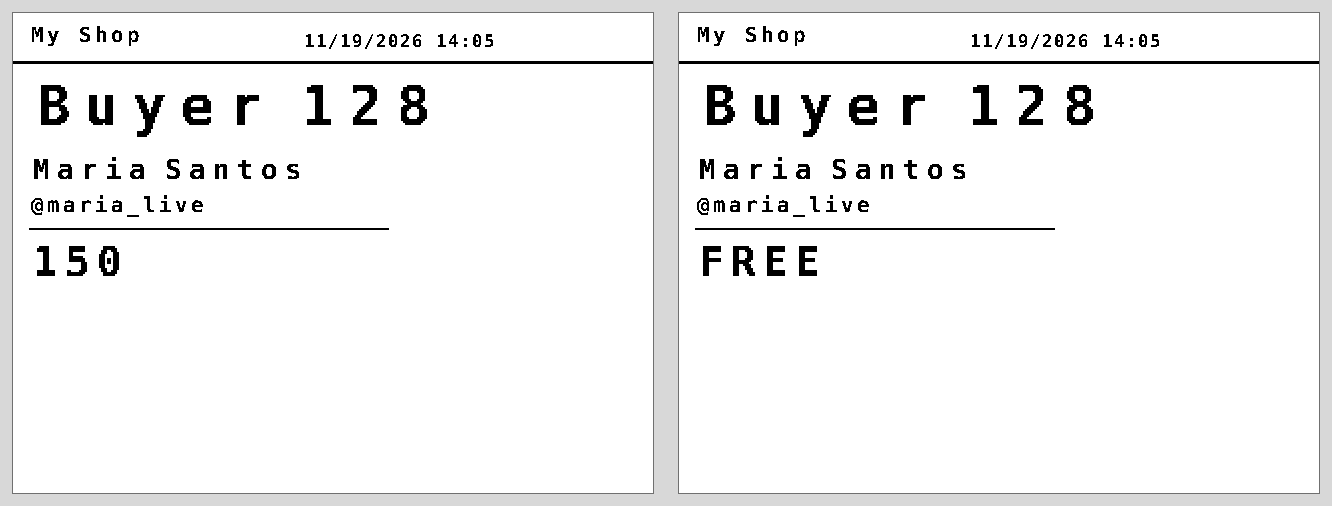 My Shop
11/19/2026 14:05
Buyer 128
Maria Santos
@maria_live
150
My Shop
11/19/2026 14:05
Buyer 128
Maria Santos
@maria_live
FREE